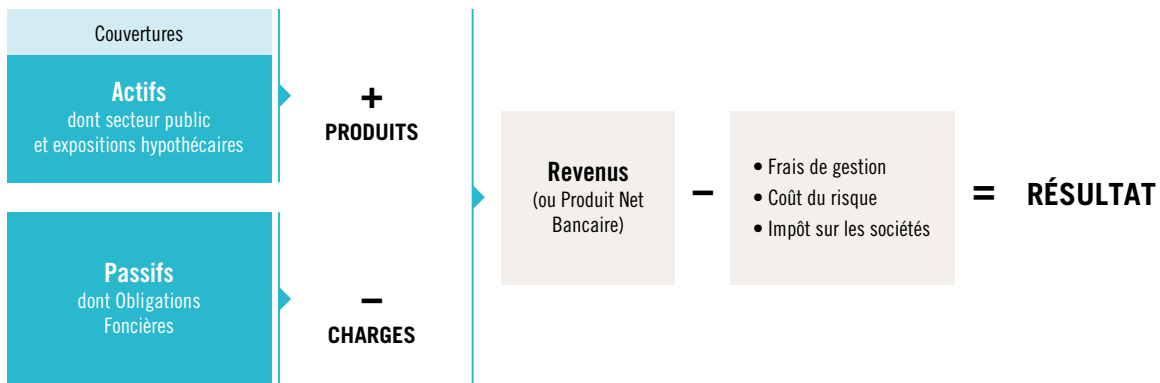 Couvertures
Actifs
dont secteur public
et expositions hypothécaires
+
PRODUITS
Passifs
dont Obligations
Foncières
–
CHARGES
Revenus
(ou Produit Net
Bancaire)
–
• Frais de gestion
• Coût du risque
• Impôt sur les sociétés
=
RÉSULTAT